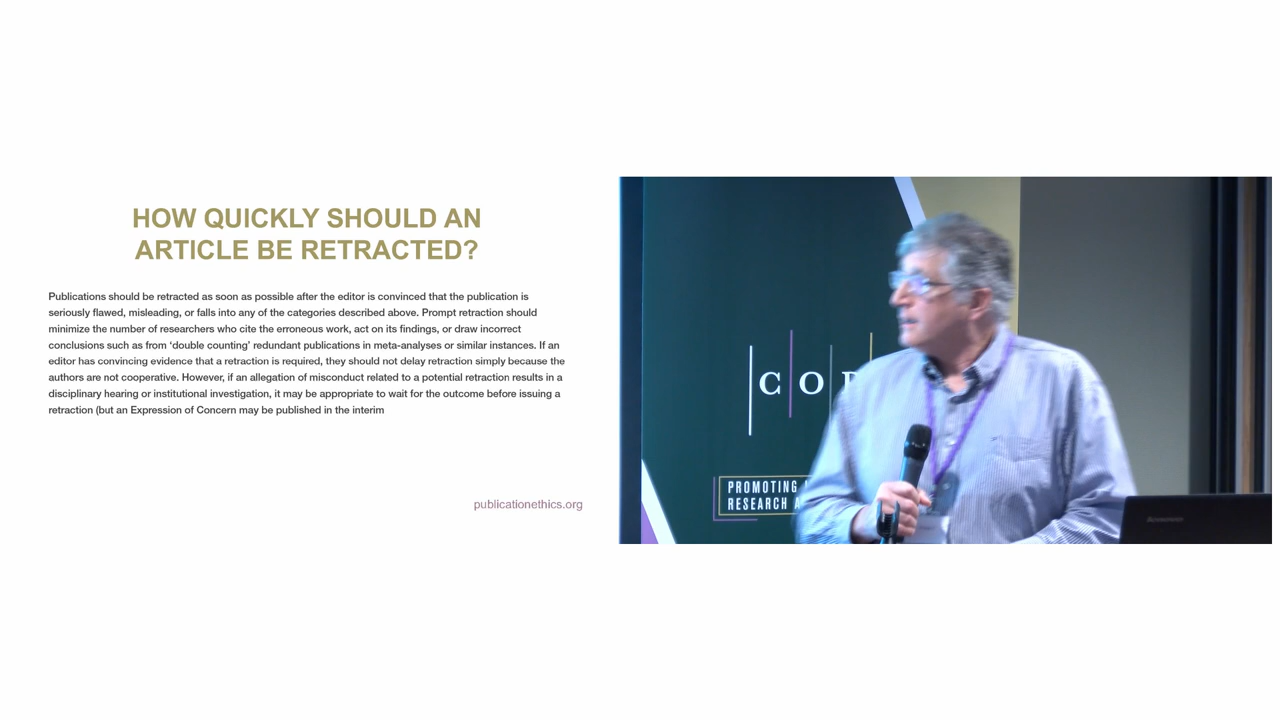 HOW QUICKLY SHOULD AN
ARTICLE BE RETRACTED?
Publications should be retracted as soon as possible after the editor is convinced that the publication is
seriously flawed, misleading, or falls into any of the categories described above. Prompt retraction should
minimize the number of researchers who cite the erroneous work, act on its findings, or draw incorrect
conclusions such as from ‘double counting’ redundant publications in meta-analyses or similar instances. If an
editor has convincing evidence that a retraction is required, they should not delay retraction simply because the
authors are not cooperative. However, if an allegation of misconduct related to a potential retraction results in a
disciplinary hearing or institutional investigation, it may be appropriate to wait for the outcome before issuing a
retraction (but an Expression of Concern may be published in the interim
publicationethics.org
C O
PROMOTING
RESEARCH